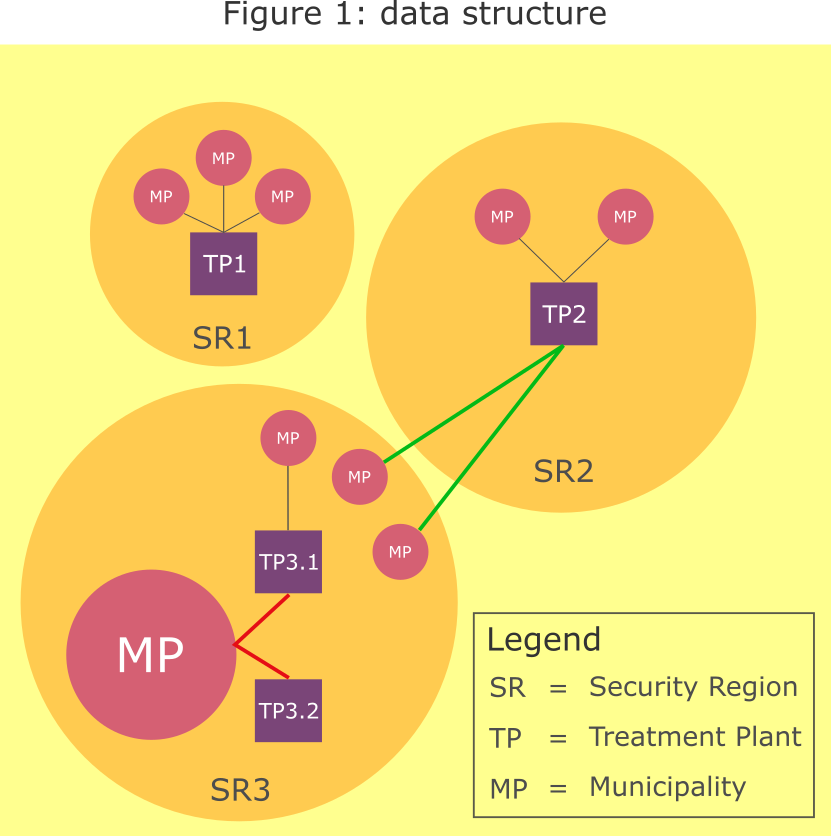 Figure 1: data structure
MP
MP
MP
TP1
SR1
MP
MP
TP2
SR2
MP
MP
MP
TP3.1
MP
TP3.2
SR3
Legend
SR = Security Region
TP = Treatment Plant
MP = Municipality